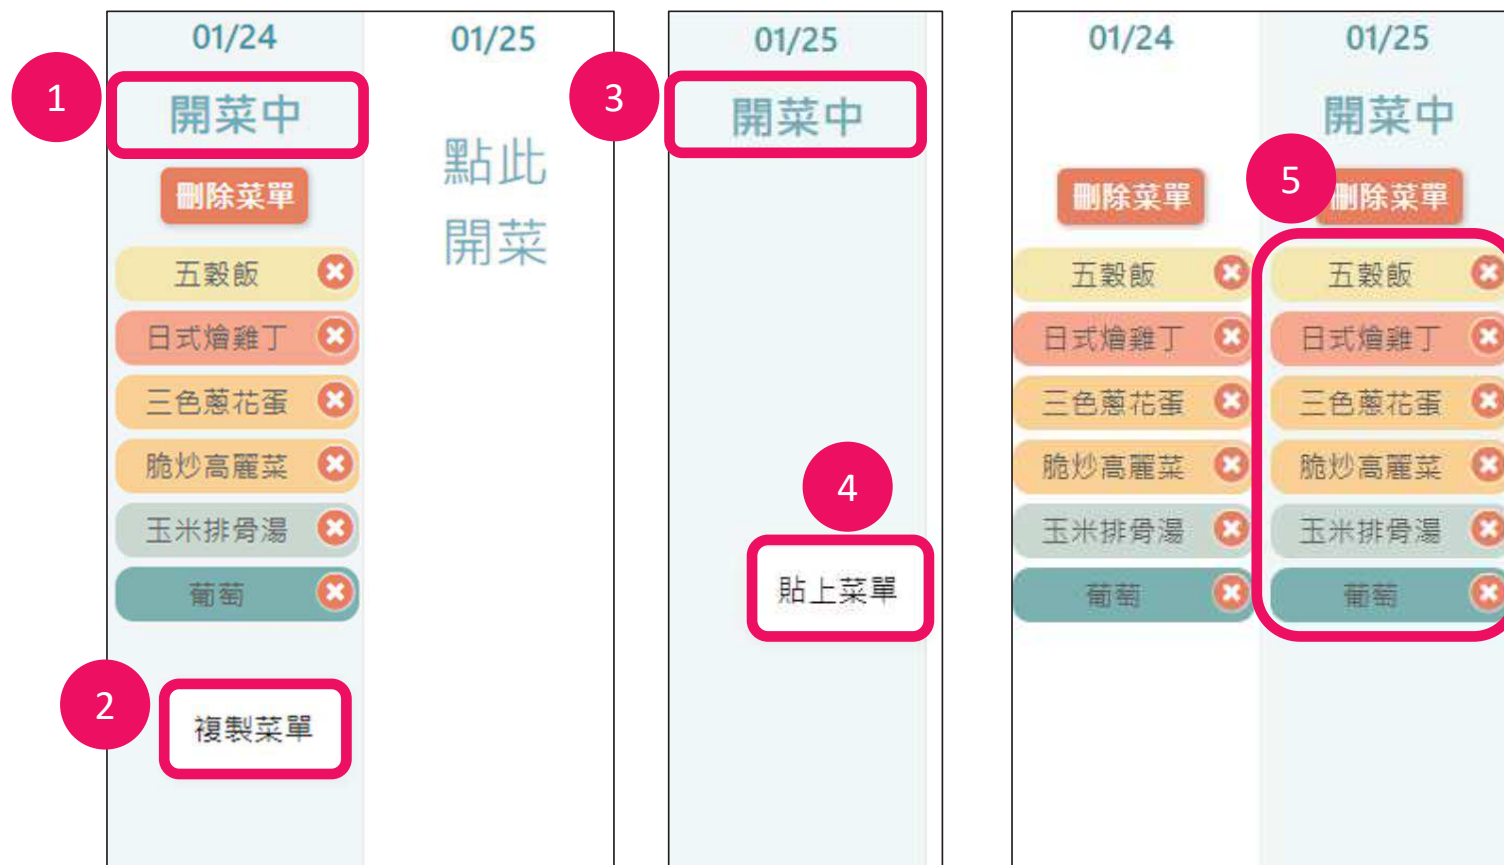 01/24
1
開菜中
刪除菜單
五穀飯
日式燴雞丁
三色蔥花蛋
脆炒高麗菜
玉米排骨湯
葡萄
2
複製菜單
01/25
點此
開菜
01/25
3
開菜中
4
貼上菜單
01/24
刪除菜單
五穀飯
日式燴雞丁
三色蔥花蛋
脆炒高麗菜
玉米排骨湯
葡萄
01/25
開菜中
5
刪除菜單
五穀飯
日式燴雞丁
三色蔥花蛋
脆炒高麗菜
玉米排骨湯
葡萄